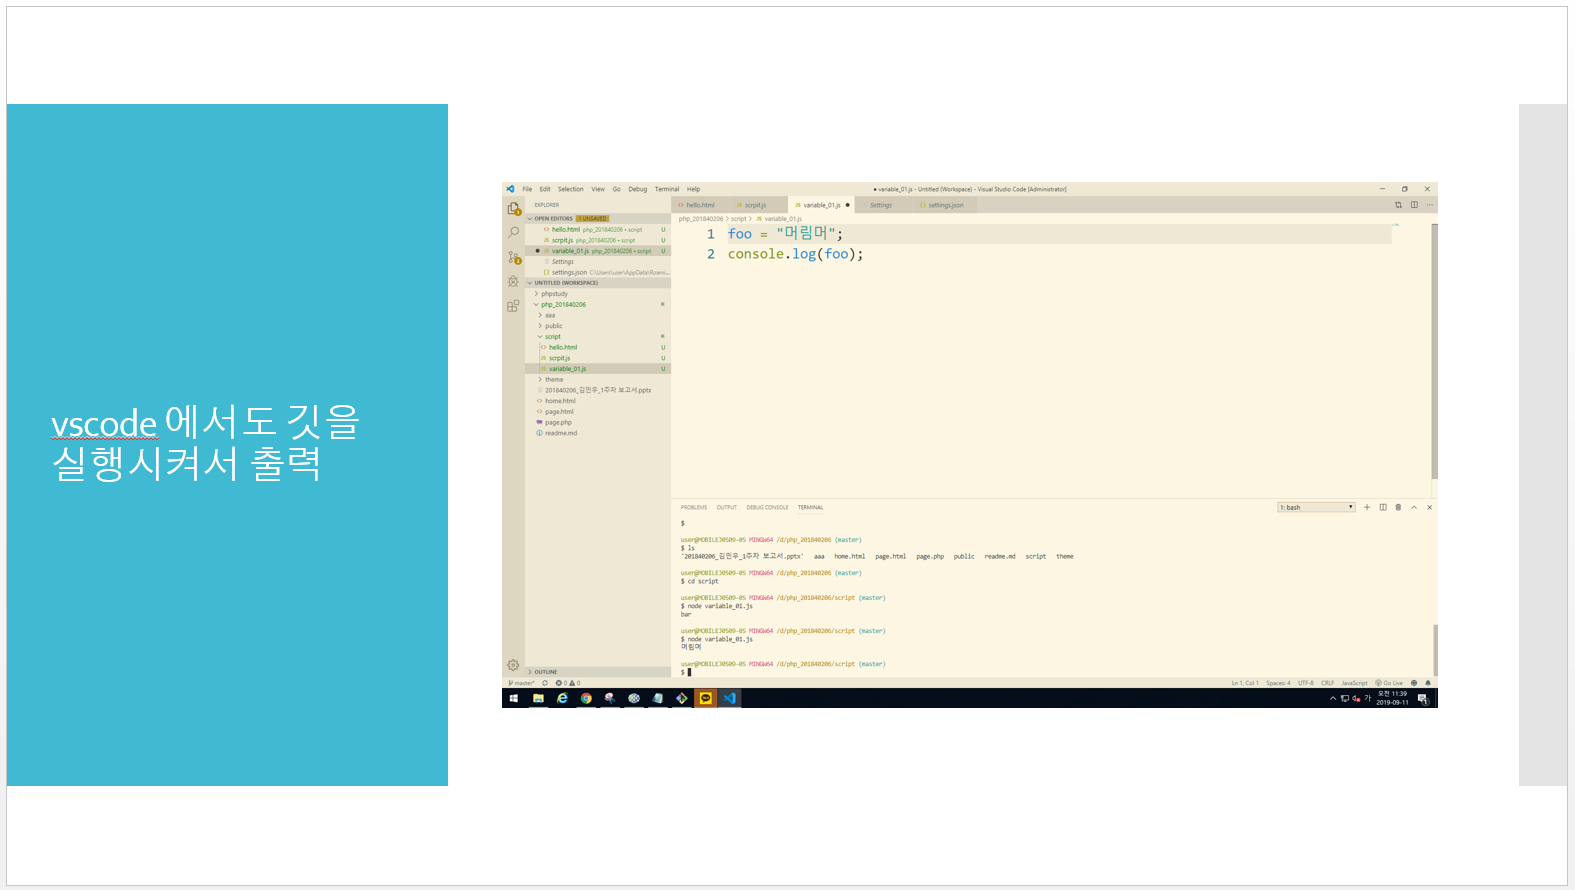 vscode 에서도 깃을
실행시켜서 출력
File Edit Selection View Go Debug Terminal Help
● variable_01.js - Untitled (Workspace) - Visual Studio Code [Administrator]
EXPLORER
hello.html
scrpit.js
variable_01.js ●
Settings
settings.json
OPEN EDITORS 1 UNSAVED
hello.html php_201840206 • script U
scrpit.js php_201840206 • script U
● variable_01.js php_201840206 • script U
Settings
settings.json C:\Users\user\AppData\Roami...
UNTITLED (WORKSPACE)
phpstudy
php_201840206
aaa
public
script
hello.html U
scrpit.js U
variable_01.js U
theme
201840206_김민우_1주차 보고서.pptx
home.html
page.html
page.php
readme.md
OUTLINE
php_201840206 > script > JS variable_01.js
1 foo = "머림머";
2 console.log(foo);
PROBLEMS OUTPUT DEBUG CONSOLE TERMINAL
1: bash
$
user@MOBILEJ0509-05 MINGW64 /d/php_201840206 (master)
$ ls
'201840206_김민우_1주차 보고서.pptx' aaa home.html page.html page.php public readme.md script theme
user@MOBILEJ0509-05 MINGW64 /d/php_201840206 (master)
$ cd script
user@MOBILEJ0509-05 MINGW64 /d/php_201840206/script (master)
$ node variable_01.js
bar
user@MOBILEJ0509-05 MINGW64 /d/php_201840206/script (master)
$ node variable_01.js
머림머
user@MOBILEJ0509-05 MINGW64 /d/php_201840206/script (master)
$
master* 0 0 Ln 1, Col 1 Spaces: 4 UTF-8 CRLF JavaScript Go Live
가 오전 11:39
2019-09-11